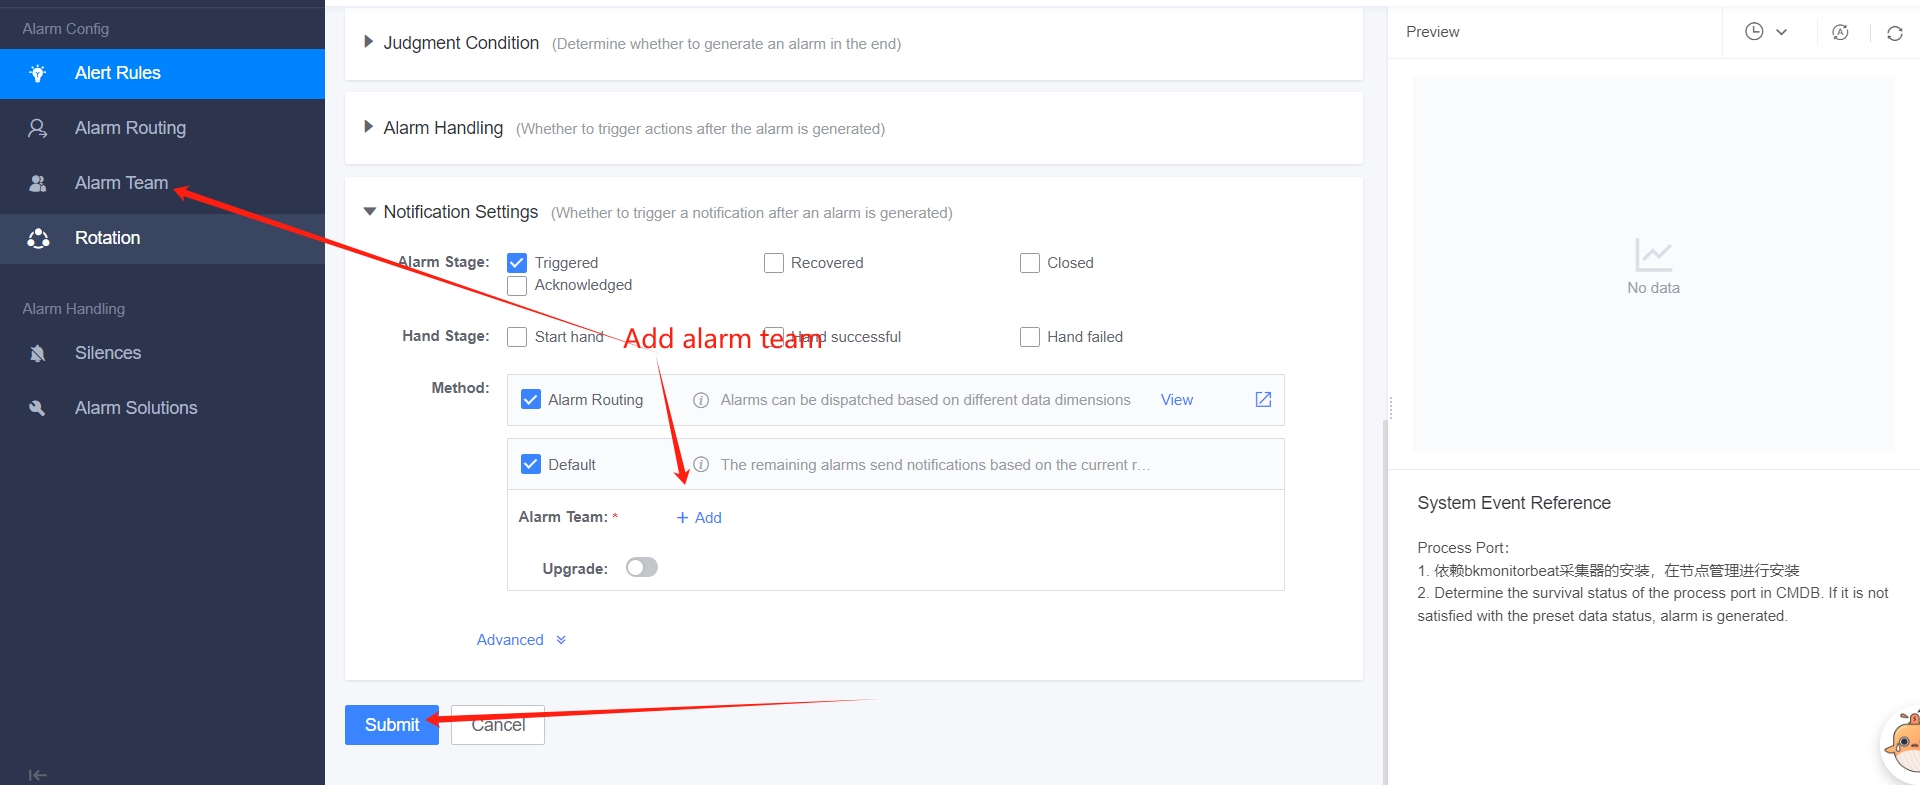 Alarm Config
Alert Rules
Alarm Routing
Alarm Team
Rotation
Alarm Handling
Silences
Alarm Solutions
Judgment Condition (Determine whether to generate an alarm in the end)
Alarm Handling (Whether to trigger actions after the alarm is generated)
Notification Settings (Whether to trigger a notification after an alarm is generated)
Alarm Stage: Triggered Recovered Closed
Acknowledged
Hand Stage: Start hand Hand successful Hand failed
Add alarm team
Method: Alarm Routing Alarms can be dispatched based on different data dimensions View
Default The remaining alarms send notifications based on the current r…
Alarm Team: * + Add
Upgrade:
Advanced
Submit Cancel
Preview
No data
System Event Reference
Process Port:
1. 依赖bkmonitorbeat采集器的安装，在节点管理进行安装
2. Determine the survival status of the process port in CMDB. If it is not
satisfied with the preset data status, alarm is generated.